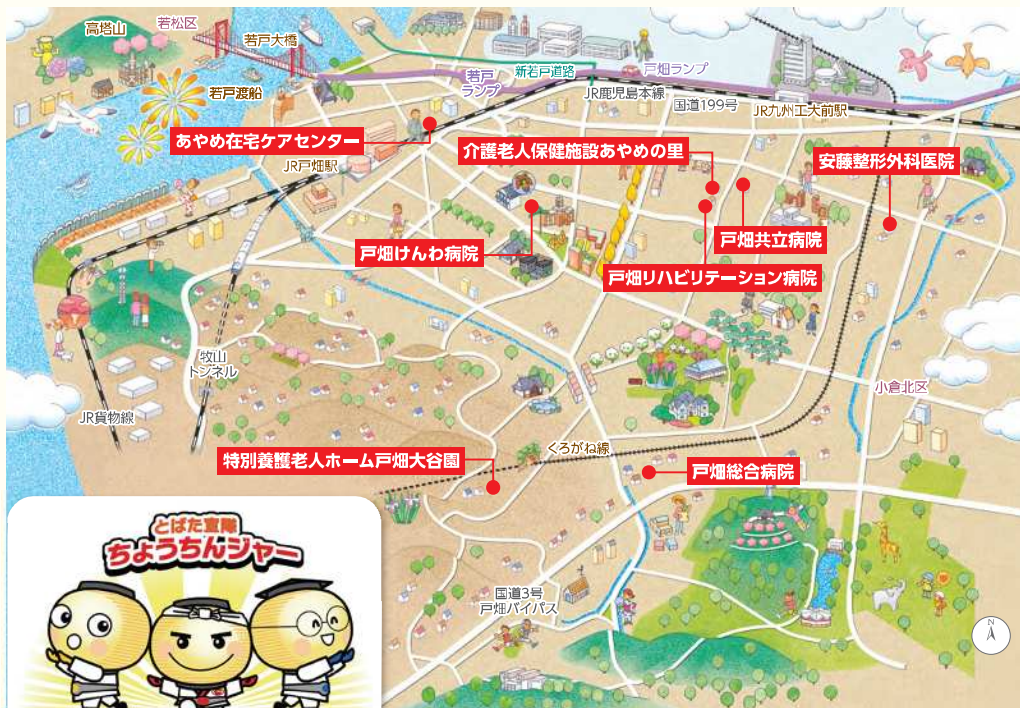 高塔山
若松区
若戸大橋
若戸渡船
若戸
ランプ
新若戸道路
戸畑ランプ
JR鹿児島本線
国道199号
JR九州工大前駅
あやめ在宅ケアセンター
介護老人保健施設あやめの里
安藤整形外科医院
JR戸畑駅
戸畑けんわ病院
戸畑共立病院
戸畑リハビリテーション病院
牧山
トンネル
JR貨物線
小倉北区
くろがね線
特別養護老人ホーム戸畑大谷園
戸畑総合病院
とばた宣隊
ちょうちんジャー
国道3号
戸畑バイパス
N